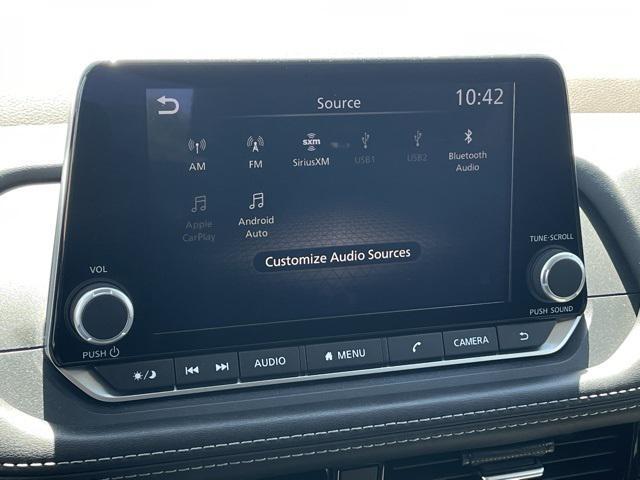 Source
10:42
AM
FM
sxm
SiriusXM
USB1
USB2
Bluetooth
Audio
Apple
CarPlay
Android
Auto
Customize Audio Sources
VOL
PUSH
TUNE·SCROLL
PUSH SOUND
AUDIO
MENU
CAMERA